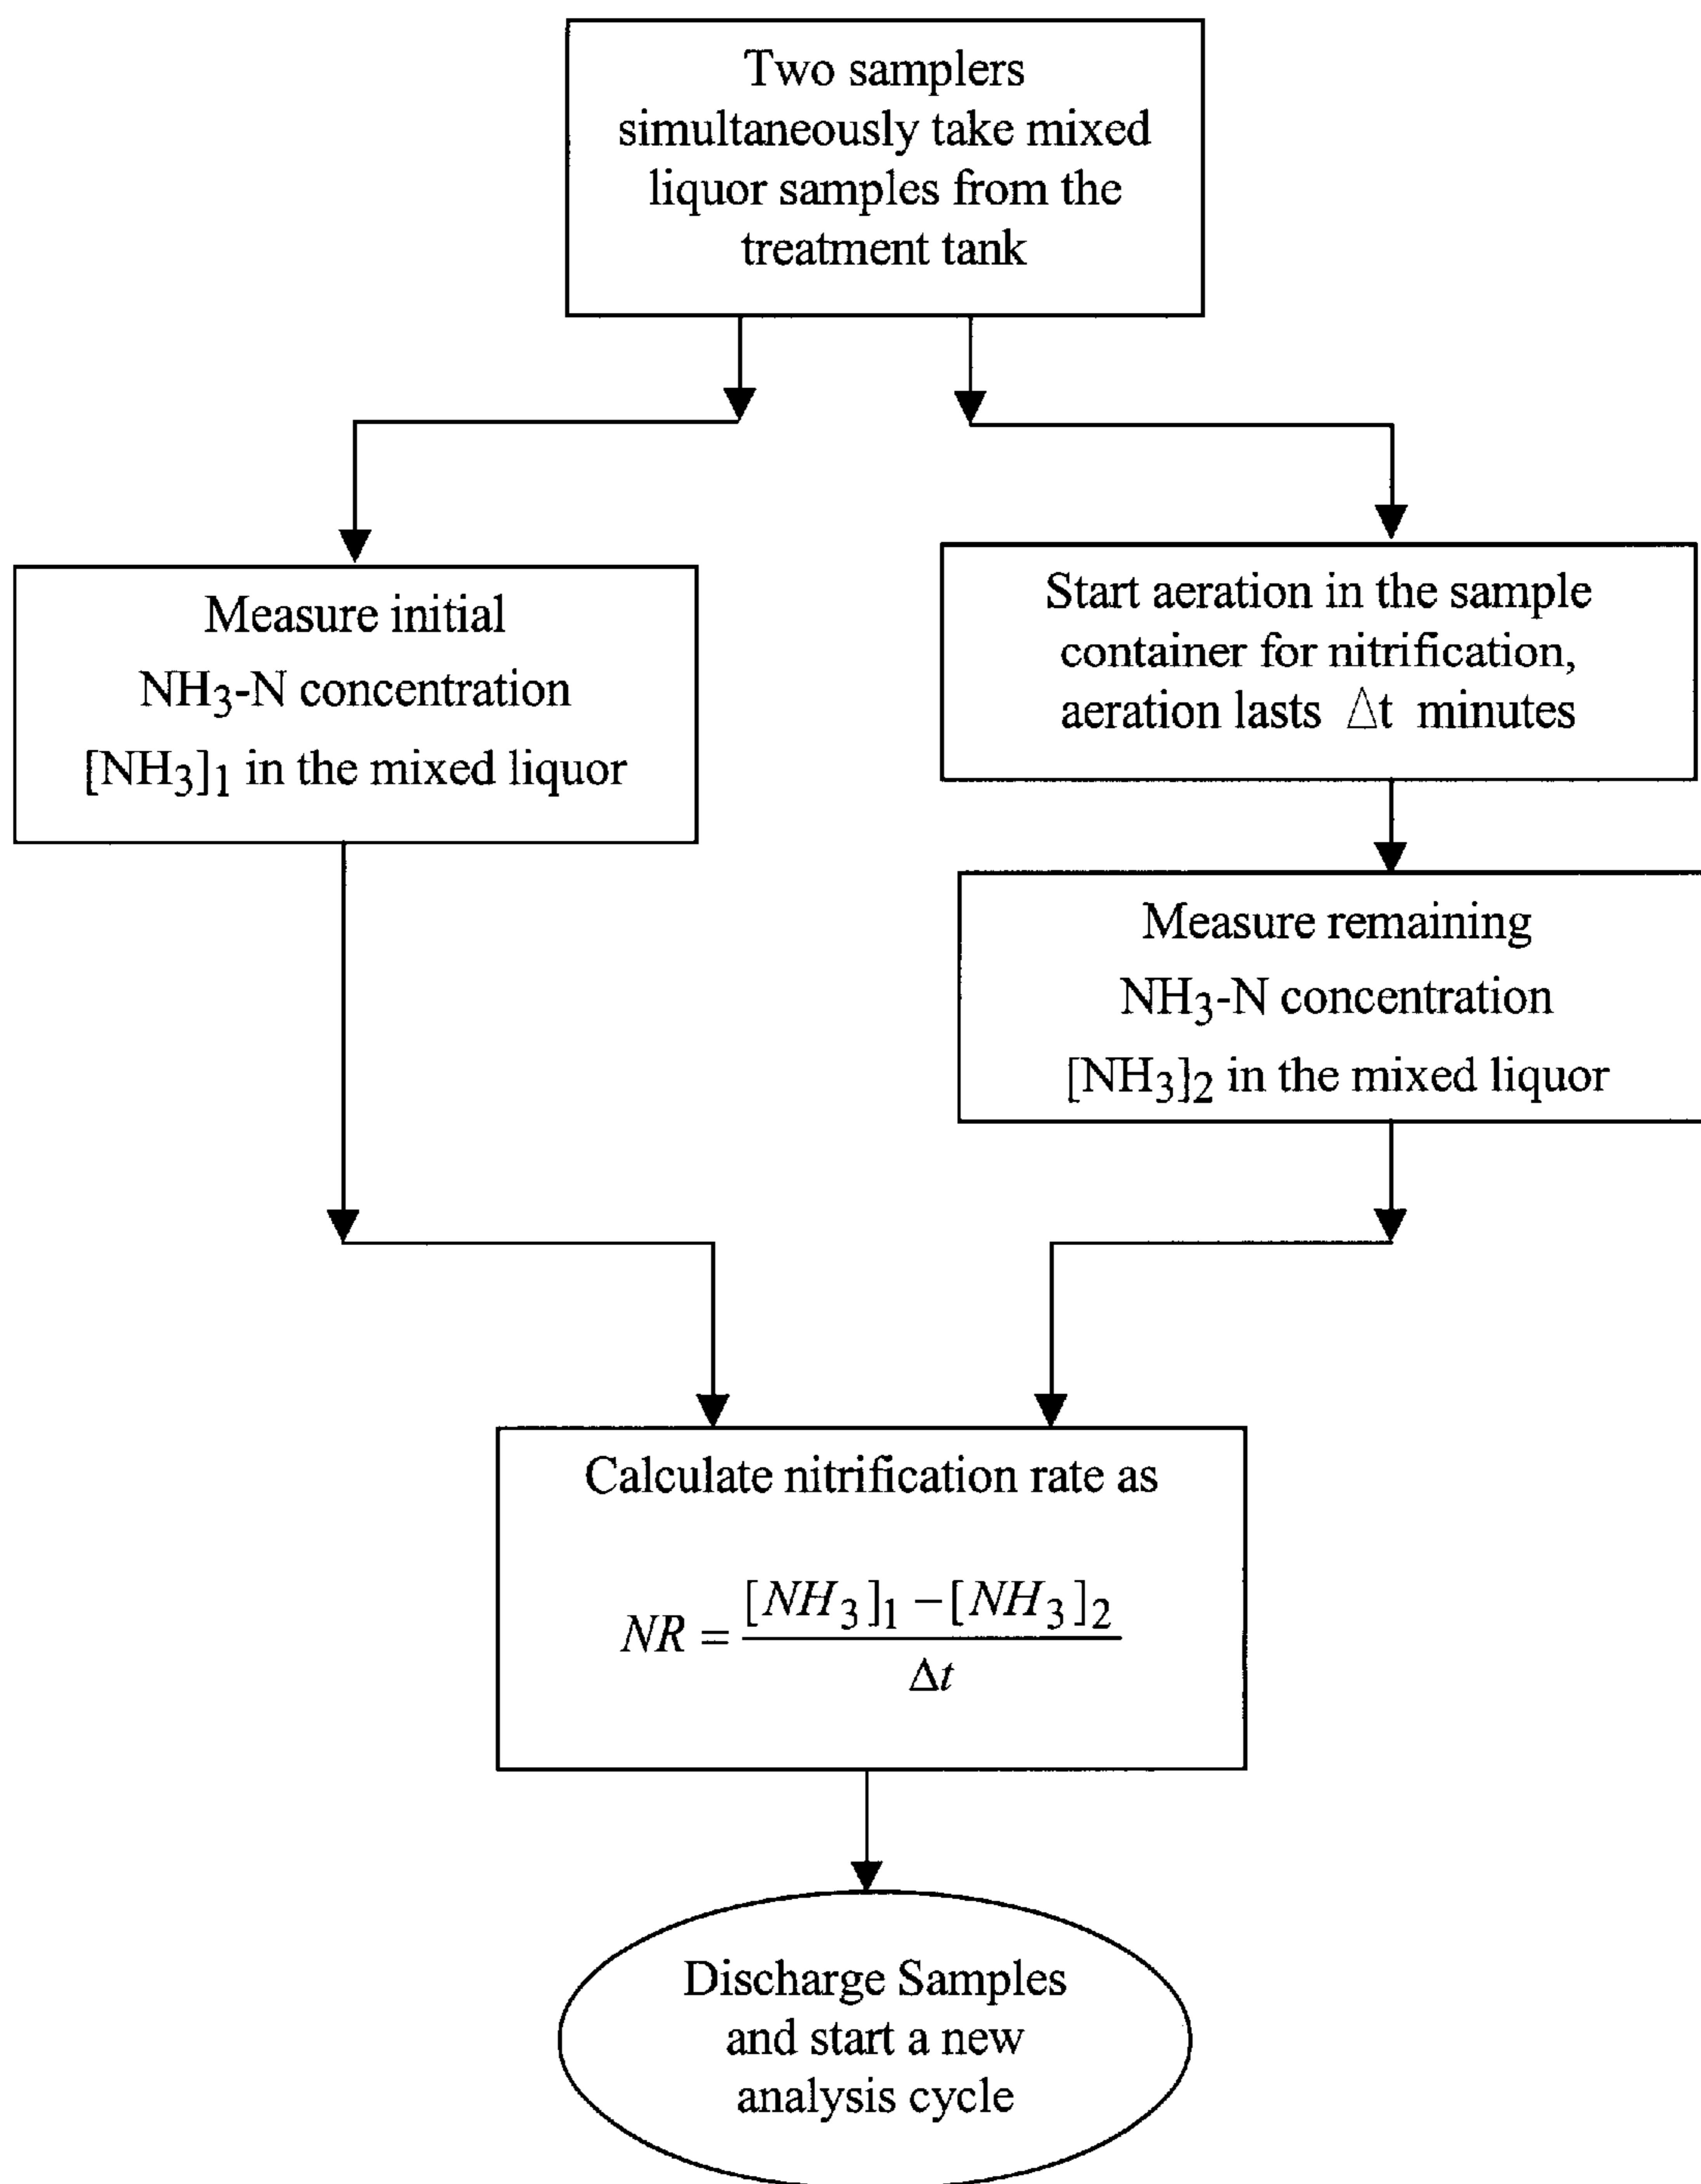 Two samplers
simultaneously take mixed
liquor samples from the
treatment tank
Measure initial
NH3-N concentration
[NH3]1 in the mixed liquor
Start aeration in the sample
container for nitrification,
aeration lasts △t minutes
Measure remaining
NH3-N concentration
[NH3]2 in the mixed liquor
Calculate nitrification rate as
NR = [NH3]1 – [NH3]2
Δt
Discharge Samples
and start a new
analysis cycle